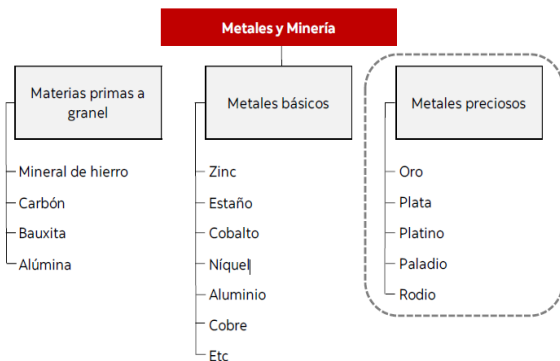 Metales y Minería
Materias primas a
granel
Mineral de hierro
Carbón
Bauxita
Alúmina
Metales básicos
Zinc
Estaño
Cobalto
Níquel
Aluminio
Cobre
Etc
Metales preciosos
Oro
Plata
Platino
Paladio
Rodio